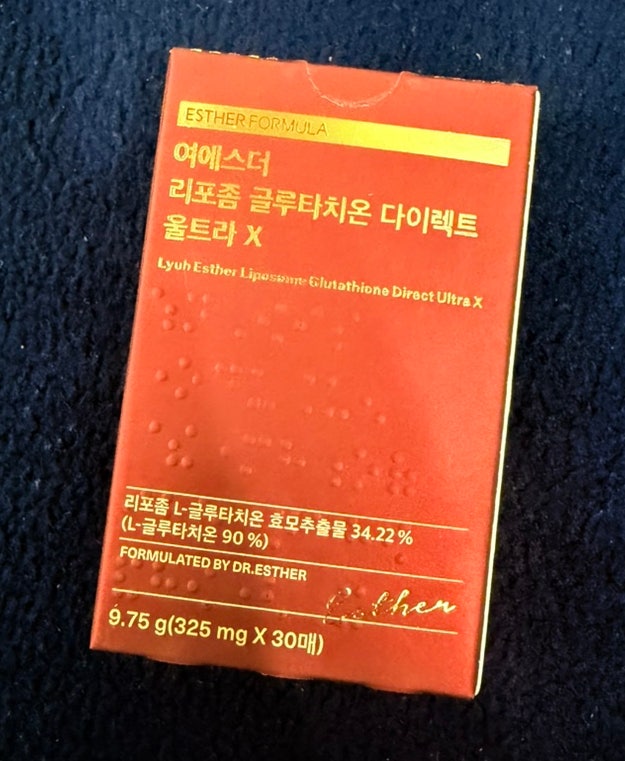 ESTHER FORMULA
여에스더
리포좀 글루타치온 다이렉트
울트라 X
Lyuh Esther Liposome Glutathione Direct Ultra X
리포좀 L-글루타치온 효모추출물 34.22 %
(L-글루타치온 90 %)
FORMULATED BY DR.ESTHER
Esther
9.75 g(325 mg X 30매)